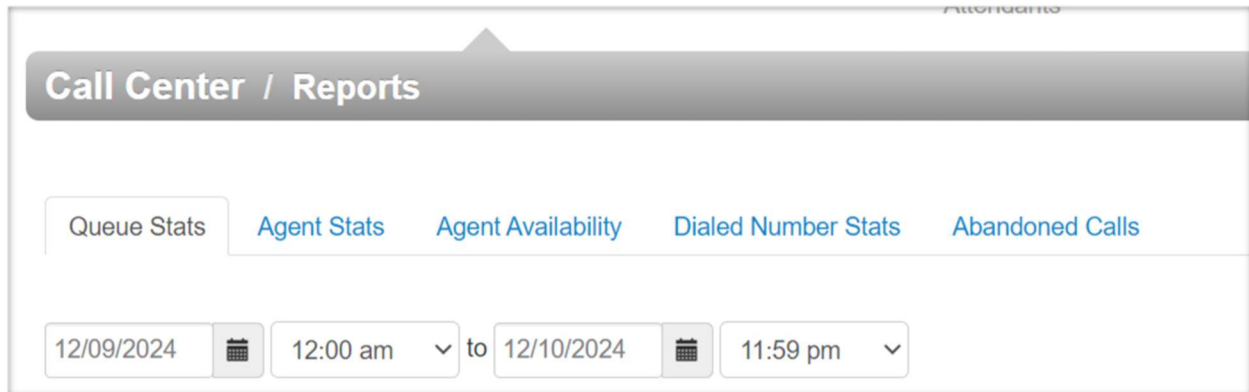 Attendants
Call Center / Reports
Queue Stats Agent Stats Agent Availability Dialed Number Stats Abandoned Calls
12/09/2024 12:00 am to 12/10/2024 11:59 pm